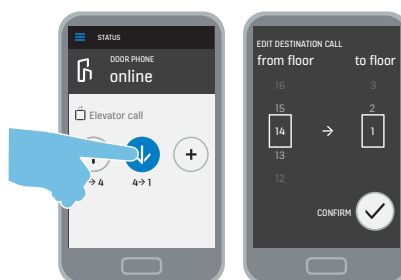 STATUS
DOOR PHONE
online
Elevator call
→ 4
4→1
EDIT DESTINATION CALL
from floor to floor
16 3
15 2
14 → 1
13
12
CONFIRM